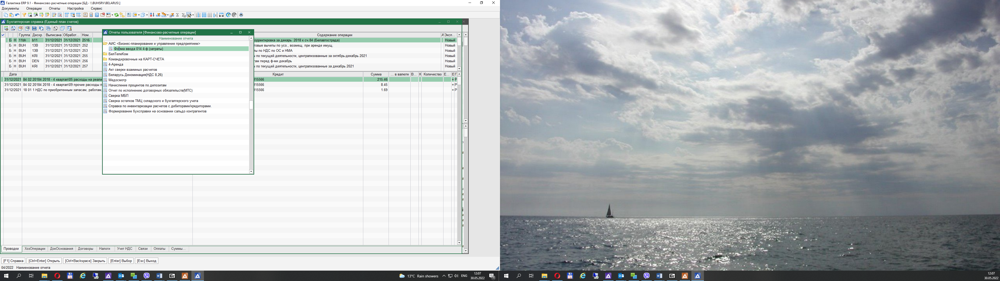 Галактика ERP 9.1 - Финансово-расчетные операции [БД - \\BUHSRV\BELARUS\]
Документы Операции Отчеты Настройка Сервис
Бухгалтерская справка (Единый план счетов)
Отчеты пользователя [Финансово-расчетные операции]
Наименование отчета
АИС <Бизнес-планирование и управление предприятием>
Форма ввода 014 4-ф (затраты)
БелТелеКом
Командировочные на КАРТ-СЧЕТА
4-Аренда
Акт сверки взаимных расчетов
Беларусь.Деноминация(НДС 8,26)
Медосмотр
Начисление процентов по депозитам
Отчет по исполнению договорных обязательств(МТС)
Сверка МБП
Сверка остатков ТМЦ складского и бухгалтерского учета
Справка по инвентаризации расчетов с дебиторами/кредиторами.
Формирование бухсправки на основании сальдо контрагентов
Группа Дескр. Выписана Обработ... Ном.. Содержание операции А Эксп...
Б Н 11bh b11 31/12/2021 31/12/2021 2516 орректировка за декарь 2018 к сч.84 (Белавтострада) Новый
Б Н BUH 13B 31/12/2021 31/12/2021 252 говые вычеты по усо., возмещ. при аренде имущ. Новый
Б Н BUH 13B 31/12/2021 31/12/2021 253 ты по НДС по ОС и НМА Новый
Б Н BUH KRI 31/12/2021 31/12/2021 255 ы по текущей деятельности, централизованные за октябрь-декабрь 2021 Новый
Б Н BUH DEN 31/12/2021 31/12/2021 256 гам перед ф-ми декабрь Новый
Б Н BUH KRI 31/12/2021 31/12/2021 257 ы по текущей деятельности, централизованные за декабрь 2021 Новый
Дата Кредит Сумма ... в валюте В... К Количество Е... Е Г
31/12/2021 84 02 20184 2018 - 4 квартал\05 расходы на реали 315566 215.46 + Р
31/12/2021 84 02 20184 2018 - 4 квартал\09 прочие расходы п 315566 8.45 + Р
31/12/2021 18 01 1 НДС по приобретенным запасам, работам, 315566 1.69 + Р
Проводки ХозОперации ДокОснования Договоры Налоги Учет НДС Связи Оплаты Суммы...
[F1] Справка [Ctrl+Enter] Открыть [Ctrl+Backspace] Закрыть [Enter] Выбор [Esc] Выход
04/2022 Наименование отчета
13°C Rain showers ENG 12:07 30.05.2022 11
12:07
30.05.2022